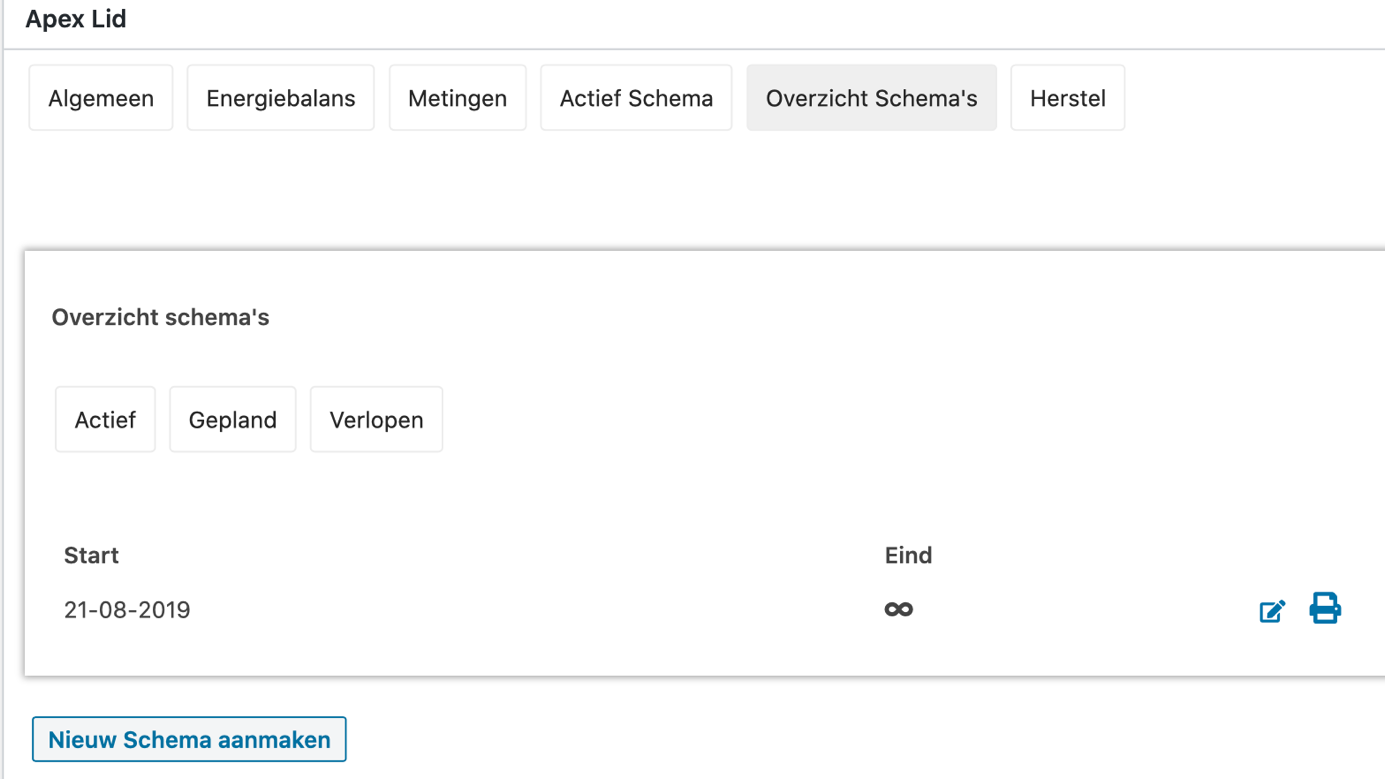 Apex Lid
Algemeen Energiebalans Metingen Actief Schema Overzicht Schema's Herstel
Overzicht schema's
Actief Gepland Verlopen
Start Eind
21-08-2019 ∞
Nieuw Schema aanmaken